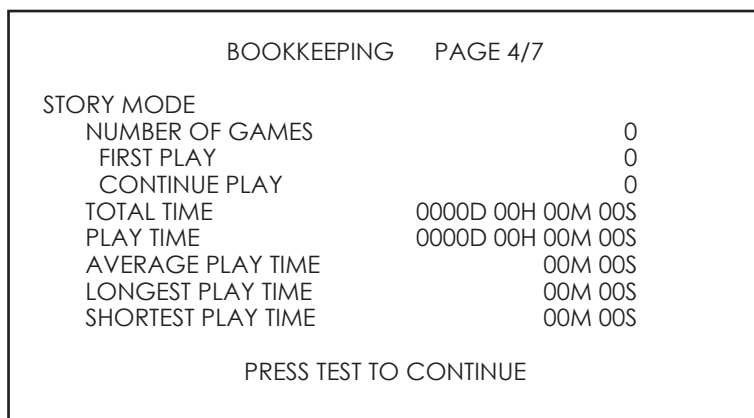 BOOKKEEPING PAGE 4/7
STORY MODE
NUMBER OF GAMES 0
FIRST PLAY 0
CONTINUE PLAY 0
TOTAL TIME 0000D 00H 00M 00S
PLAY TIME 0000D 00H 00M 00S
AVERAGE PLAY TIME 00M 00S
LONGEST PLAY TIME 00M 00S
SHORTEST PLAY TIME 00M 00S
PRESS TEST TO CONTINUE